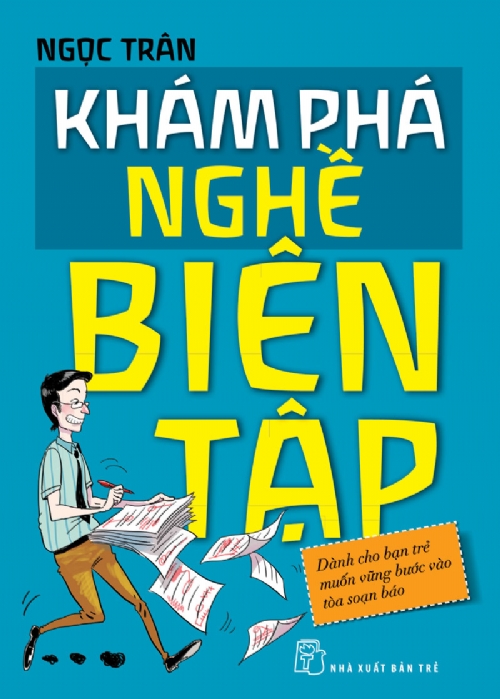 NGỌC TRÂN
KHÁM PHÁ
NGHỀ
BIÊN
TẬP
Dành cho bạn trẻ
muốn vững bước vào
tòa soạn báo
NHÀ XUẤT BẢN TRẺ